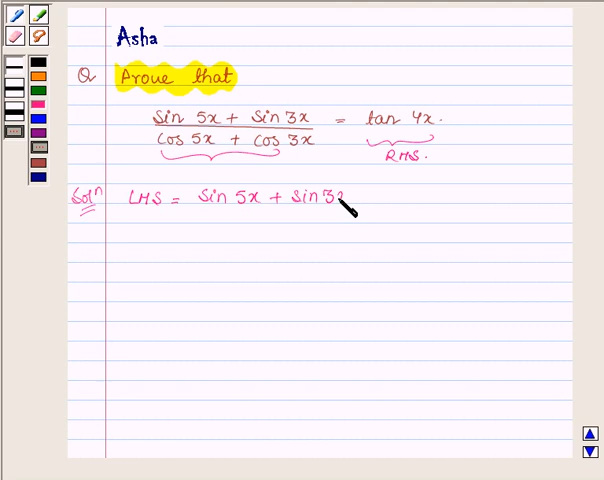 Asha
Q Prove that
Sin 5x + Sin 3x = tan 4x.
Cos 5x + Cos 3x
RHS.
Solⁿ LHS = Sin 5x + Sin 3x